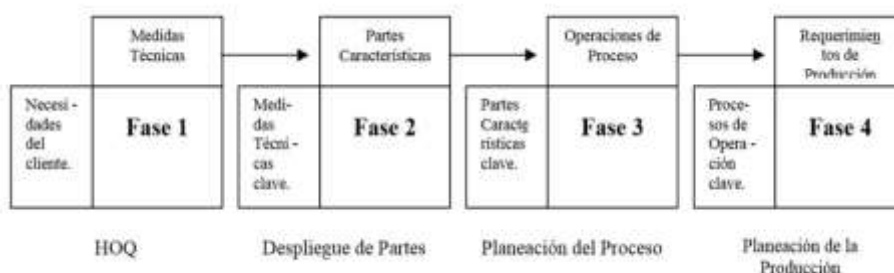 Medidas
Técnicas
Partes
Características
Operaciones de
Proceso
Requerimien
tos de
Producción
Necesi -
dades
del
cliente.
Fase 1
Medi-
das
Técni -
cas
clave.
Fase 2
Partes
Caracte
rísticas
clave.
Fase 3
Proce-
sos de
Opera -
ción
clave.
Fase 4
HOQ
Despliegue de Partes
Planeación del Proceso
Planeación de la
Producción